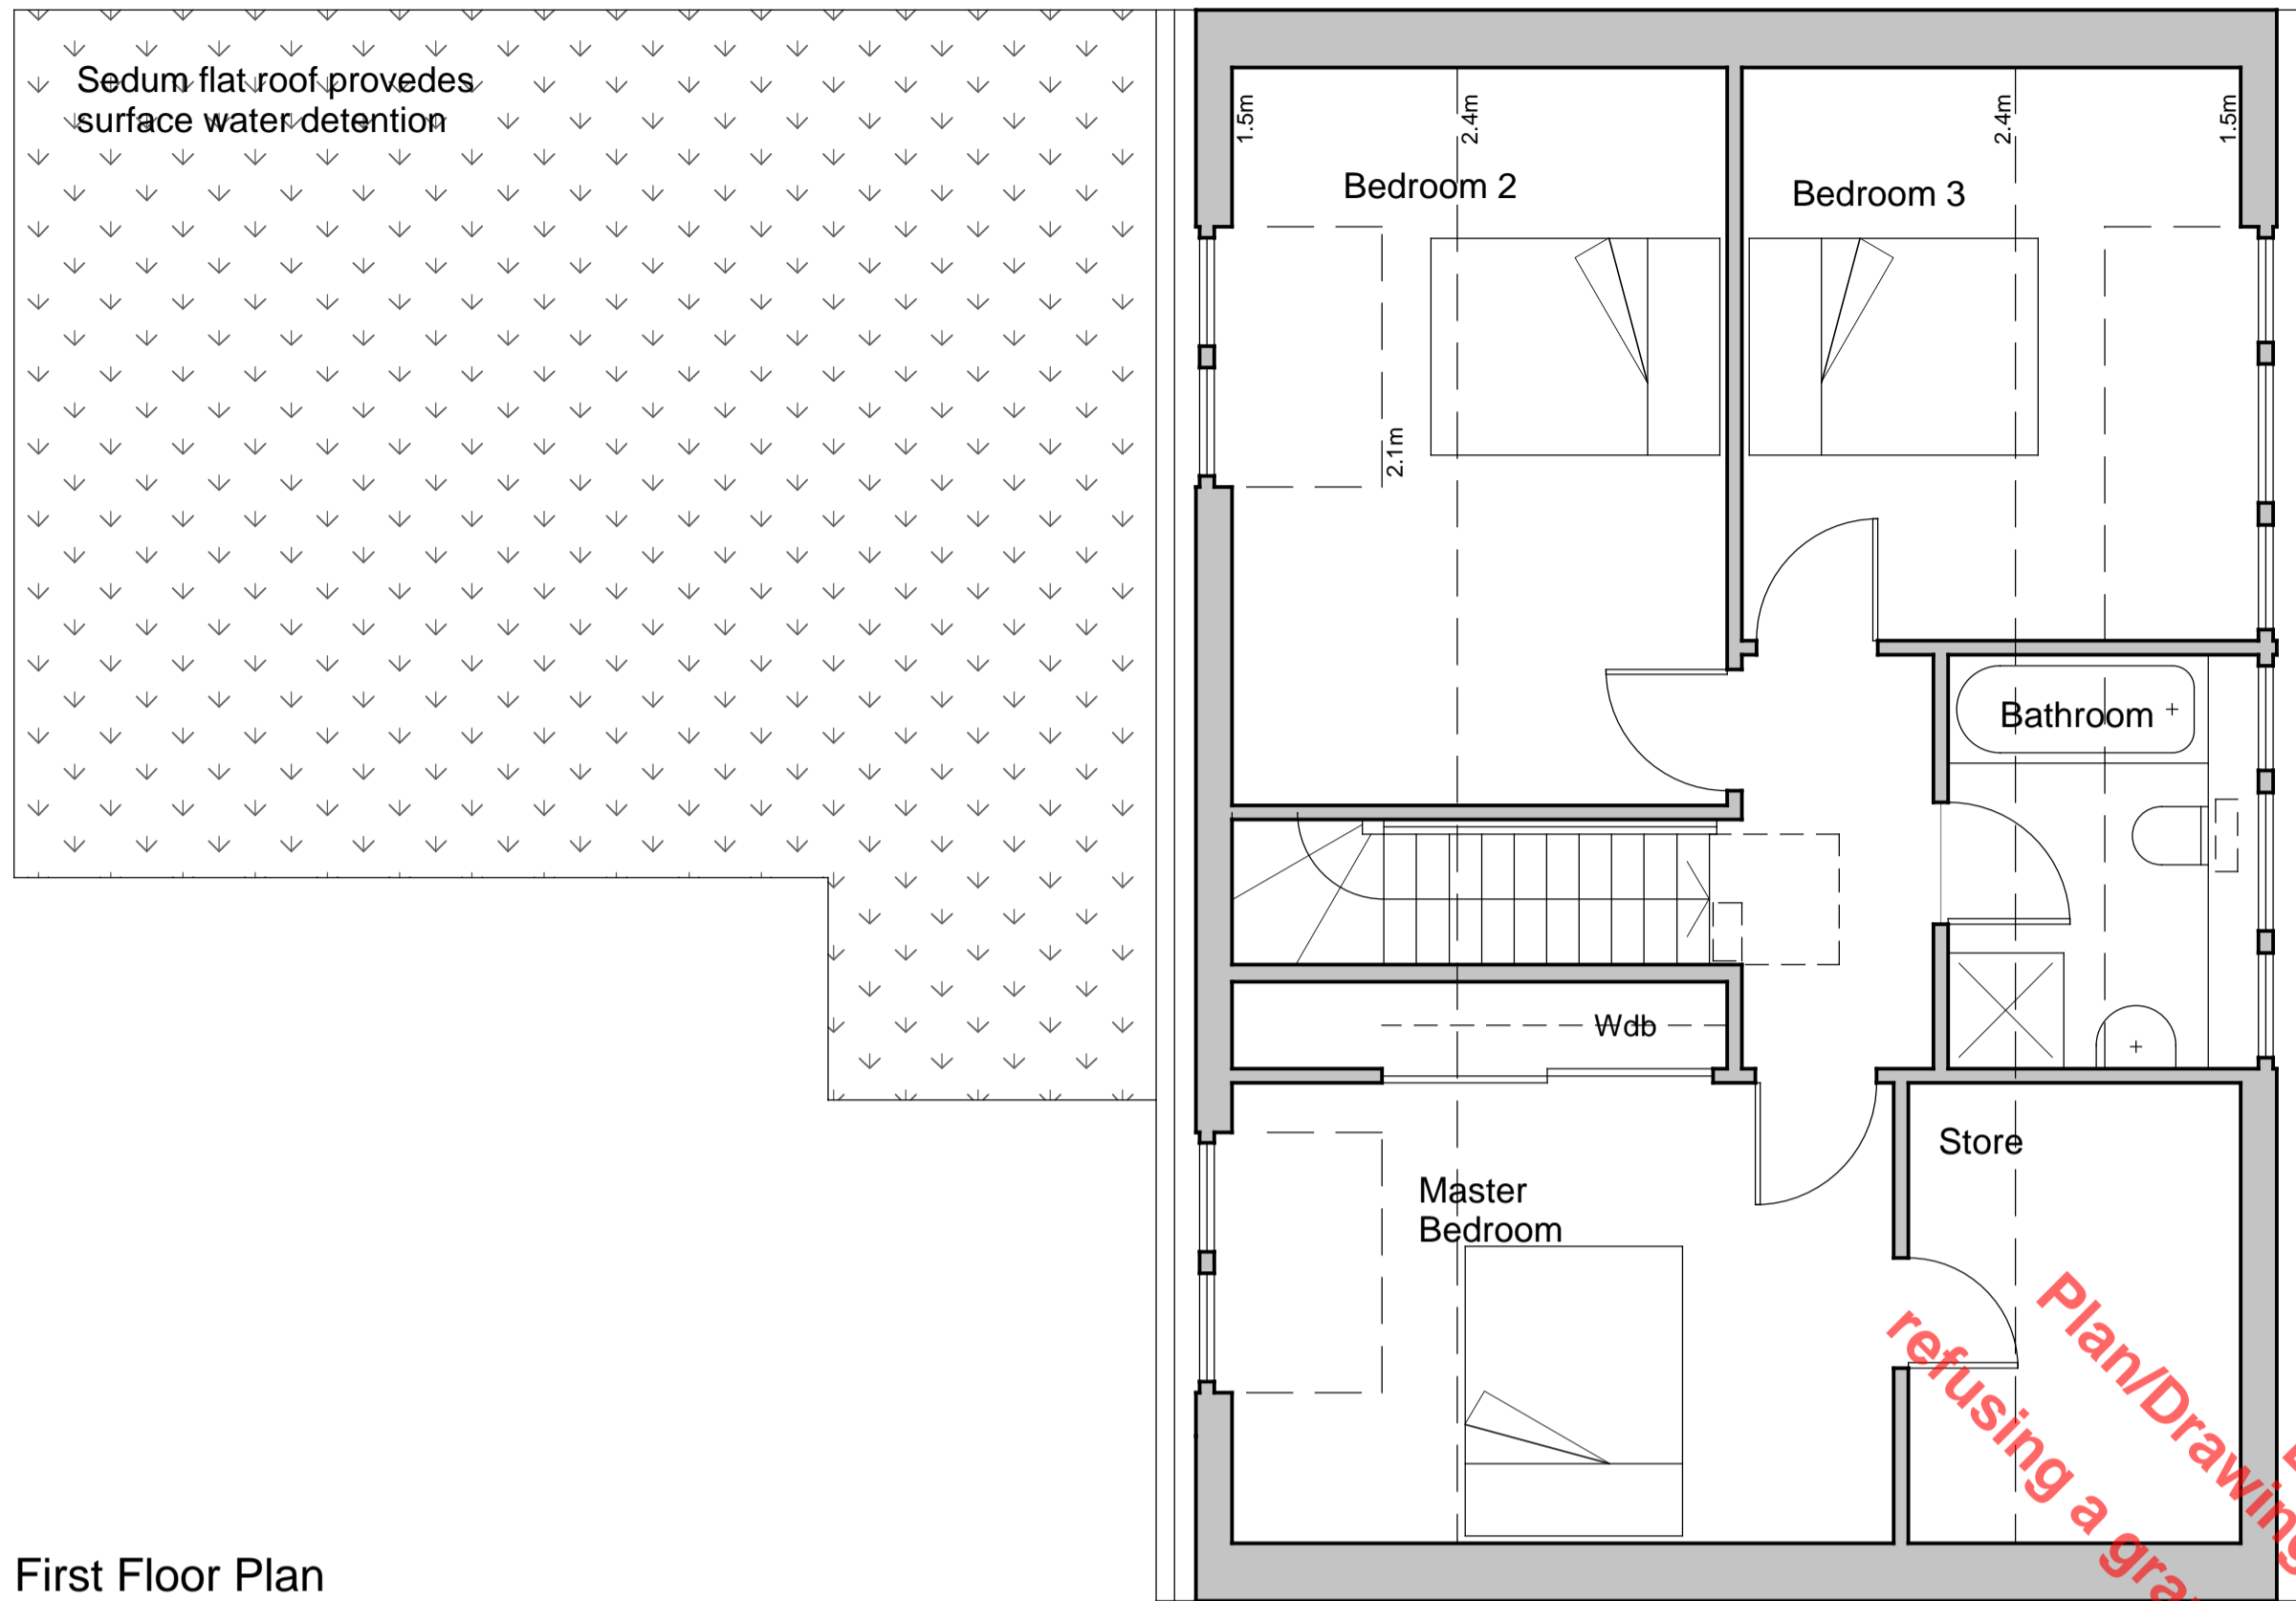 Sedum flat roof provedes
surface water detention
1.5m
2.4m
2.4m
1.5m
Bedroom 2
Bedroom 3
2.1m
Bathroom
Wdb
Store
Master
Bedroom
Plan/Drawing
refusing a
First Floor Plan